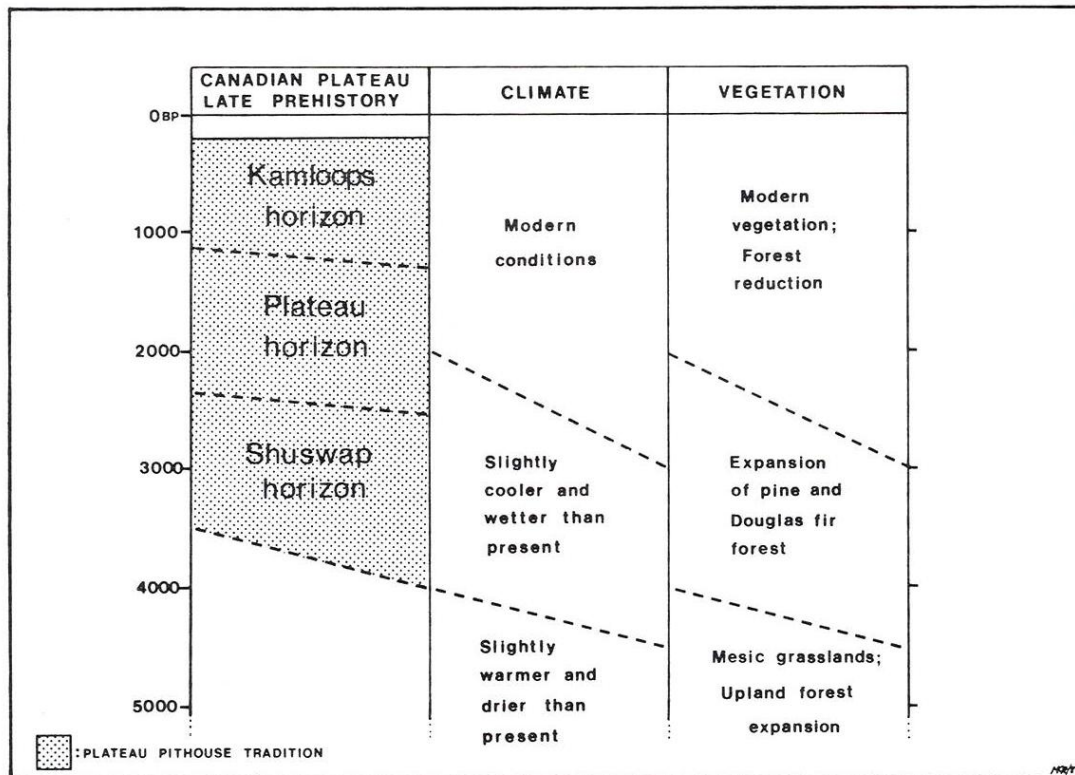 CANADIAN PLATEAU
LATE PREHISTORY
CLIMATE
VEGETATION
0BP
1000
2000
3000
4000
5000
Kamloops
horizon
Plateau
horizon
Shuswap
horizon
Modern
conditions
Slightly
cooler and
wetter than
present
Slightly
warmer and
drier than
present
Modern
vegetation;
Forest
reduction
Expansion
of pine and
Douglas fir
forest
Mesic grasslands;
Upland forest
expansion
:PLATEAU PITHOUSE TRADITION